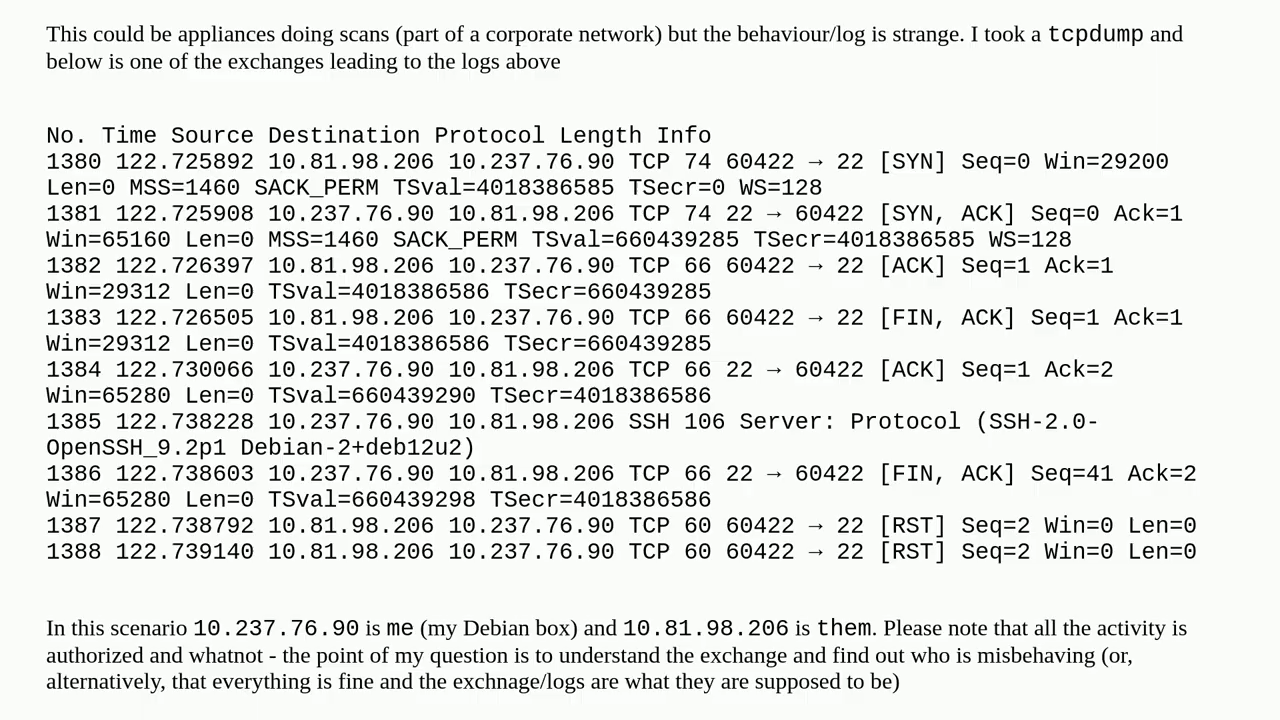 This could be appliances doing scans (part of a corporate network) but the behaviour/log is strange. I took a tcpdump and
below is one of the exchanges leading to the logs above
No. Time Source Destination Protocol Length Info
1380 122.725892 10.81.98.206 10.237.76.90 TCP 74 60422 → 22 [SYN] Seq=0 Win=29200
Len=0 MSS=1460 SACK_PERM TSval=4018386585 TSecr=0 WS=128
1381 122.725908 10.237.76.90 10.81.98.206 TCP 74 22 → 60422 [SYN, ACK] Seq=0 Ack=1
Win=65160 Len=0 MSS=1460 SACK_PERM TSval=660439285 TSecr=4018386585 WS=128
1382 122.726397 10.81.98.206 10.237.76.90 TCP 66 60422 → 22 [ACK] Seq=1 Ack=1
Win=29312 Len=0 TSval=4018386586 TSecr=660439285
1383 122.726505 10.81.98.206 10.237.76.90 TCP 66 60422 → 22 [FIN, ACK] Seq=1 Ack=1
Win=29312 Len=0 TSval=4018386586 TSecr=660439285
1384 122.730066 10.237.76.90 10.81.98.206 TCP 66 22 → 60422 [ACK] Seq=1 Ack=2
Win=65280 Len=0 TSval=660439290 TSecr=4018386586
1385 122.738228 10.237.76.90 10.81.98.206 SSH 106 Server: Protocol (SSH-2.0-
OpenSSH_9.2p1 Debian-2+deb12u2)
1386 122.738603 10.237.76.90 10.81.98.206 TCP 66 22 → 60422 [FIN, ACK] Seq=41 Ack=2
Win=65280 Len=0 TSval=660439298 TSecr=4018386586
1387 122.738792 10.81.98.206 10.237.76.90 TCP 60 60422 → 22 [RST] Seq=2 Win=0 Len=0
1388 122.739140 10.81.98.206 10.237.76.90 TCP 60 60422 → 22 [RST] Seq=2 Win=0 Len=0
In this scenario 10.237.76.90 is me (my Debian box) and 10.81.98.206 is them. Please note that all the activity is
authorized and whatnot - the point of my question is to understand the exchange and find out who is misbehaving (or,
alternatively, that everything is fine and the exchnage/logs are what they are supposed to be)